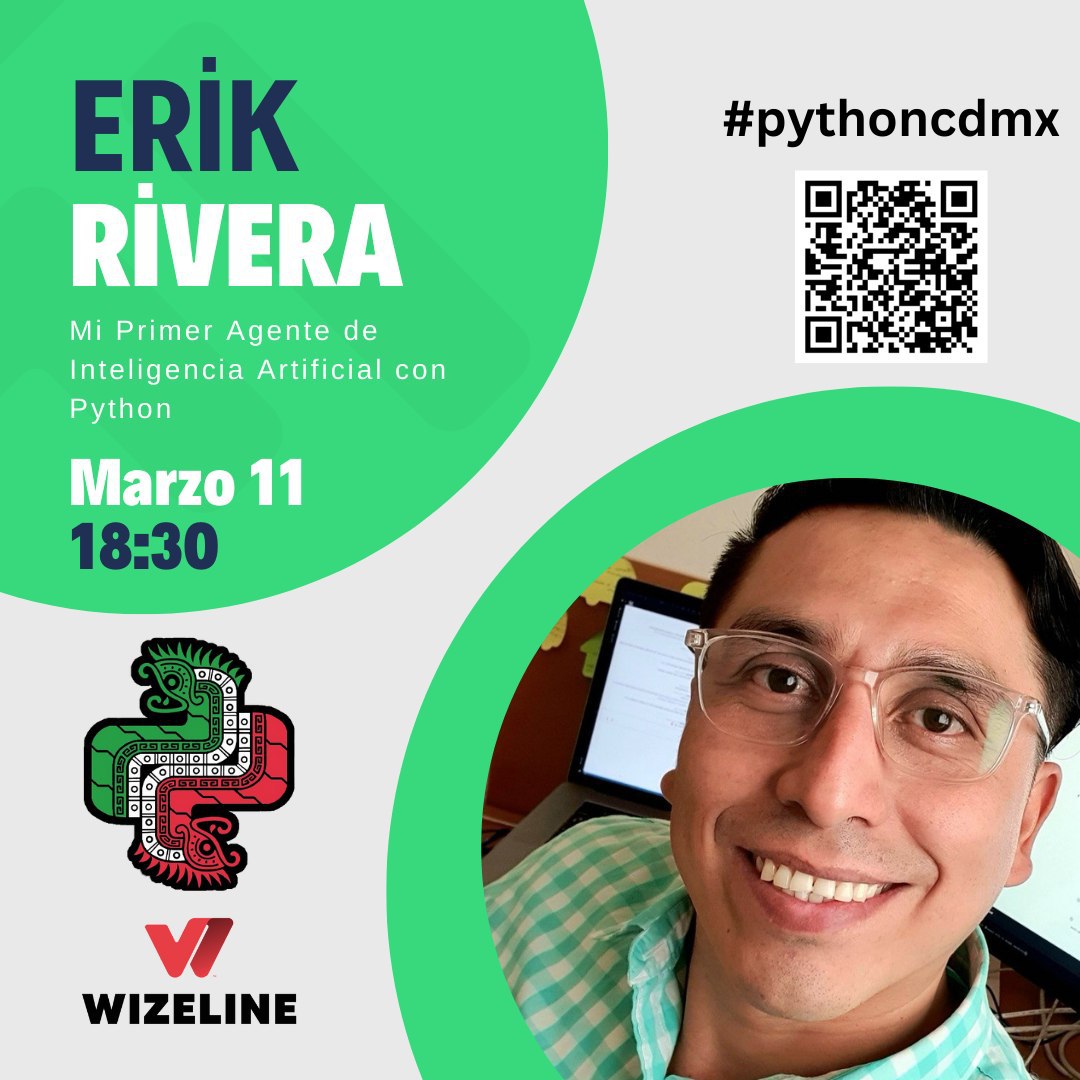 ERİK
RİVERA
Mi Primer Agente de
Inteligencia Artificial con
Python
Marzo 11
18:30
#pythoncdmx
WIZELINE